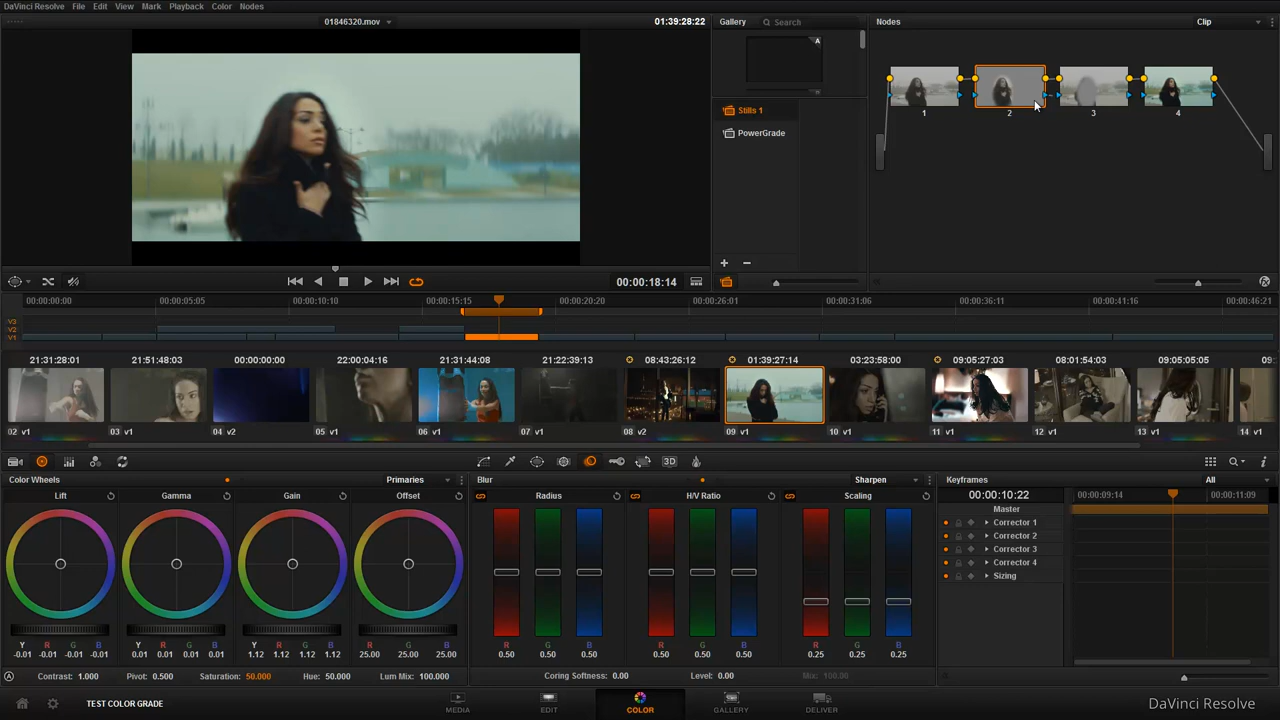 DaVinci Resolve File Edit View Mark Playback Color Nodes
01846320.mov 01:39:28:22 Gallery Search Nodes Clip
A
1 2 3 4
Stills 1
PowerGrade
00:00:18:14
00:00:00:00 00:00:05:05 00:00:10:10 00:00:15:15 00:00:20:20 00:00:26:01 00:00:31:06 00:00:36:11 00:00:41:16 00:00:46:21
V3
V2
V1
21:31:28:01 21:51:48:03 00:00:00:00 22:00:04:16 21:31:44:08 21:22:39:13 08:43:26:12 01:39:27:14 03:23:58:00 09:05:27:03 08:01:54:03 09:05:05:05 09:
02 v1 03 v1 04 v2 05 v1 06 v1 07 v1 08 v2 09 v1 10 v1 11 v1 12 v1 13 v1 14 v1
3D
Color Wheels Primaries Blur Sharpen Keyframes All
Lift Gamma Gain Offset Radius H/V Ratio Scaling 00:00:10:22 00:00:09:14 00:00:11:09
Master
Corrector 1
Corrector 2
Corrector 3
Corrector 4
Sizing
Y R G B Y R G B Y R G B R G B R G B R G B R G B
-0.01 -0.01 -0.01 -0.01 0.01 0.01 0.01 0.01 1.12 1.12 1.12 1.12 25.00 25.00 25.00 0.50 0.50 0.50 0.50 0.50 0.50 0.25 0.25 0.25
A Contrast: 1.000 Pivot: 0.500 Saturation: 50.000 Hue: 50.000 Lum Mix: 100.000 Coring Softness: 0.00 Level: 0.00 Mix: 100.00
TEST COLOR GRADE MEDIA EDIT COLOR GALLERY DELIVER DaVinci Resolve